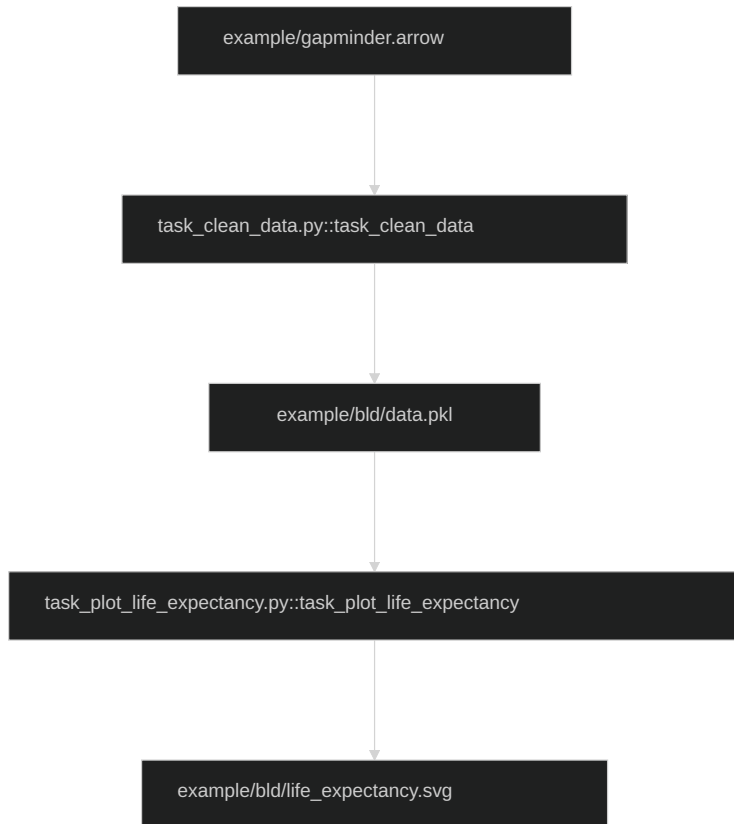 example/gapminder.arrow
task_clean_data.py::task_clean_data
example/bld/data.pkl
task_plot_life_expectancy.py::task_plot_life_expectancy
example/bld/life_expectancy.svg